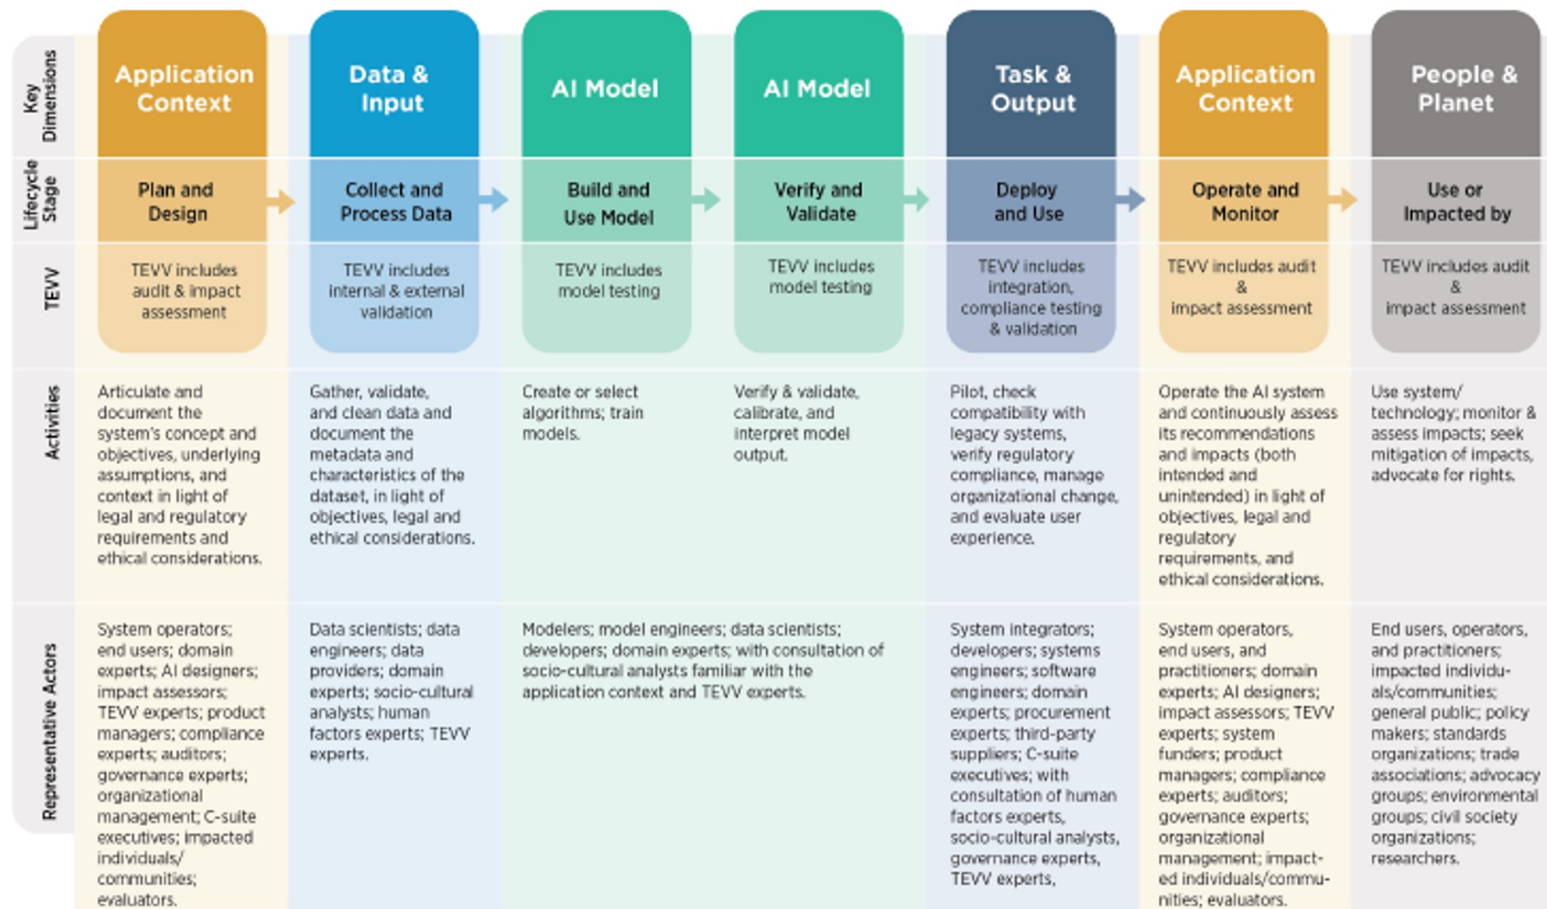 Key
Dimensions
Application
Context
Data &
Input
AI Model
AI Model
Task &
Output
Application
Context
People &
Planet
Lifecycle
Stage
Plan and
Design
Collect and
Process Data
Build and
Use Model
Verify and
Validate
Deploy
and Use
Operate and
Monitor
Use or
Impacted by
TEVV
TEVV includes
audit & impact
assessment
TEVV includes
internal & external
validation
TEVV includes
model testing
TEVV includes
model testing
TEVV includes
integration,
compliance testing
& validation
TEVV includes audit
&
impact assessment
TEVV includes audit
&
impact assessment
Activities
Articulate and
document the
system's concept and
objectives, underlying
assumptions, and
context in light of
legal and regulatory
requirements and
ethical considerations.
Gather, validate,
and clean data and
document the
metadata and
characteristics of the
dataset, in light of
objectives, legal and
ethical considerations.
Create or select
algorithms; train
models.
Verify & validate,
calibrate, and
interpret model
output.
Pilot, check
compatibility with
legacy systems,
verify regulatory
compliance, manage
organizational change,
and evaluate user
experience.
Operate the AI system
and continuously assess
its recommendations
and impacts (both
intended and
unintended) in light of
objectives, legal and
regulatory
requirements, and
ethical considerations.
Use system/
technology; monitor &
assess impacts; seek
mitigation of impacts,
advocate for rights.
Representative Actors
System operators;
end users; domain
experts; AI designers;
impact assessors;
TEVV experts; product
managers; compliance
experts; auditors;
governance experts;
organizational
management; C-suite
executives; impacted
individuals/
communities;
evaluators.
Data scientists; data
engineers; data
providers; domain
experts; socio-cultural
analysts; human
factors experts; TEVV
experts.
Modelers; model engineers; data scientists;
developers; domain experts; with consultation of
socio-cultural analysts familiar with the
application context and TEVV experts.
System integrators;
developers; systems
engineers; software
engineers; domain
experts; procurement
experts; third-party
suppliers; C-suite
executives; with
consultation of human
factors experts,
socio-cultural analysts,
governance experts,
TEVV experts,
System operators,
end users, and
practitioners; domain
experts; AI designers;
impact assessors; TEVV
experts; system
funders; product
managers; compliance
experts; auditors;
governance experts;
organizational
management; impact-
ed individuals/commu-
nities; evaluators.
End users, operators,
and practitioners;
impacted individu-
als/communities;
general public; policy
makers; standards
organizations; trade
associations; advocacy
groups; environmental
groups; civil society
organizations;
researchers.